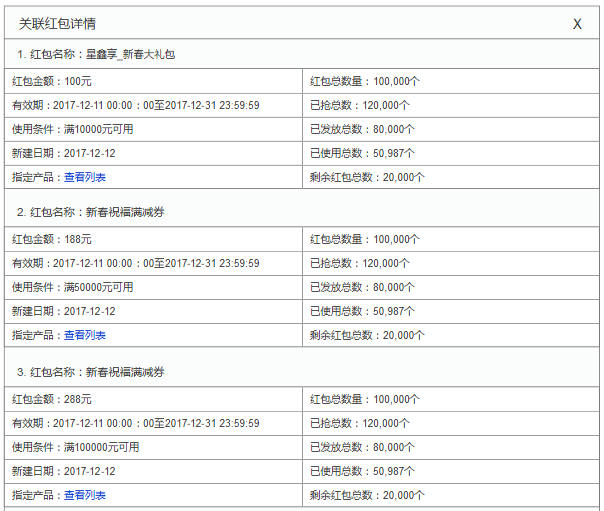 关联红包详情 X
1. 红包名称：星鑫享_新春大礼包
红包金额：100元 红包总数量：100,000个
有效期：2017-12-11 00:00：00至2017-12-31 23:59:59 已抢总数：120,000个
使用条件：满10000元可用 已发放总数：80,000个
新建日期：2017-12-12 已使用总数：50,987个
指定产品：查看列表 剩余红包总数：20,000个
2. 红包名称：新春祝福满减券
红包金额：188元 红包总数量：100,000个
有效期：2017-12-11 00:00：00至2017-12-31 23:59:59 已抢总数：120,000个
使用条件：满50000元可用 已发放总数：80,000个
新建日期：2017-12-12 已使用总数：50,987个
指定产品：查看列表 剩余红包总数：20,000个
3. 红包名称：新春祝福满减券
红包金额：288元 红包总数量：100,000个
有效期：2017-12-11 00:00：00至2017-12-31 23:59:59 已抢总数：120,000个
使用条件：满100000元可用 已发放总数：80,000个
新建日期：2017-12-12 已使用总数：50,987个
指定产品：查看列表 剩余红包总数：20,000个